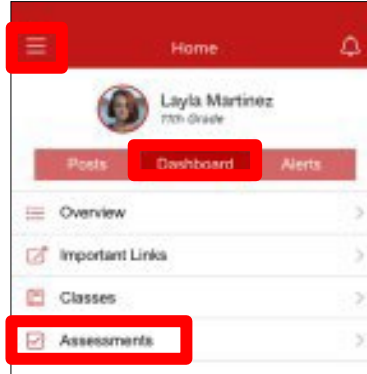 Home
Layla Martinez
11th Grade
Posts Dashboard Alerts
Overview
Important Links
Classes
Assessments